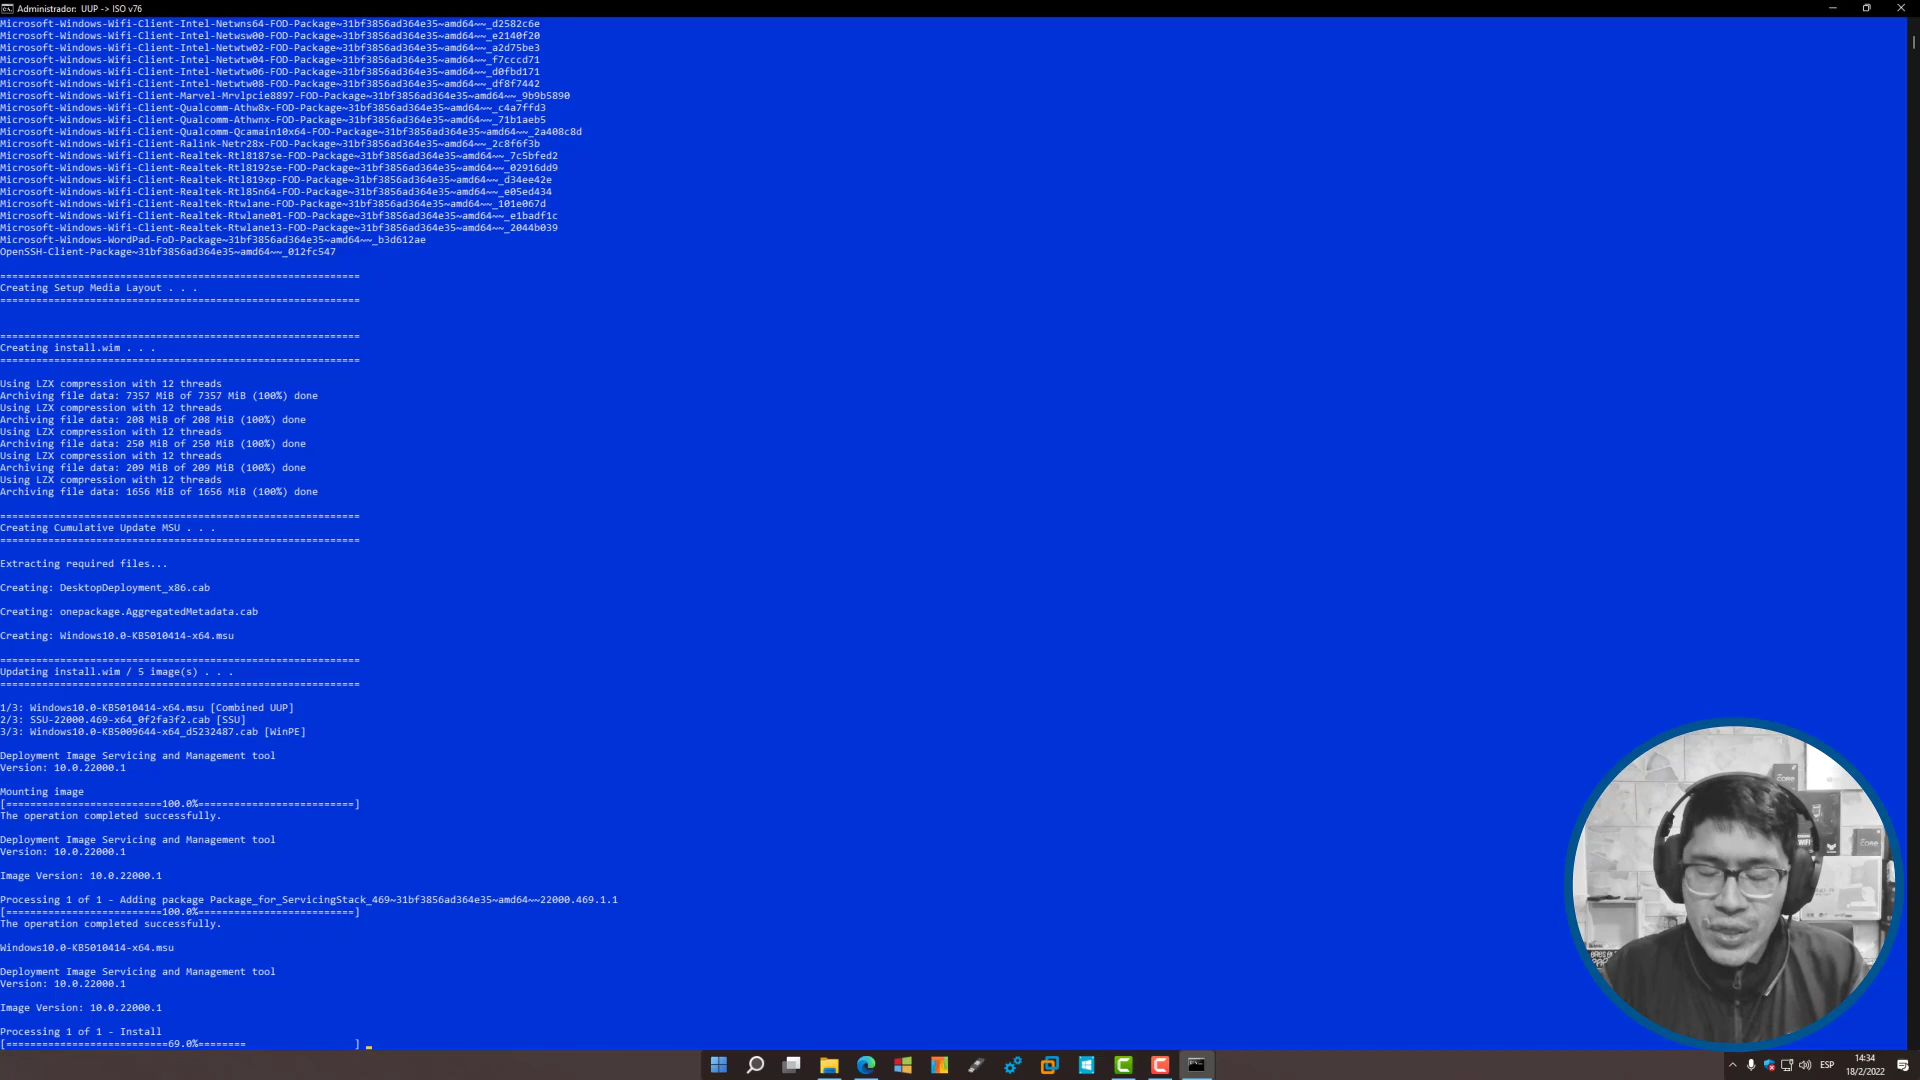 Administrador: UUP -> ISO v76
Microsoft-Windows-Wifi-Client-Intel-Netwns64-FOD-Package~31bf3856ad364e35~amd64~~_d2582c6e
Microsoft-Windows-Wifi-Client-Intel-Netwsw00-FOD-Package~31bf3856ad364e35~amd64~~_e2140f20
Microsoft-Windows-Wifi-Client-Intel-Netwtw02-FOD-Package~31bf3856ad364e35~amd64~~_a2d75be3
Microsoft-Windows-Wifi-Client-Intel-Netwtw04-FOD-Package~31bf3856ad364e35~amd64~~_f7cccd71
Microsoft-Windows-Wifi-Client-Intel-Netwtw06-FOD-Package~31bf3856ad364e35~amd64~~_d0fbd171
Microsoft-Windows-Wifi-Client-Intel-Netwtw08-FOD-Package~31bf3856ad364e35~amd64~~_df8f7442
Microsoft-Windows-Wifi-Client-Marvel-Mrvlpcie8897-FOD-Package~31bf3856ad364e35~amd64~~_9b9b5890
Microsoft-Windows-Wifi-Client-Qualcomm-Athw8x-FOD-Package~31bf3856ad364e35~amd64~~_c4a7ffd3
Microsoft-Windows-Wifi-Client-Qualcomm-Athwnx-FOD-Package~31bf3856ad364e35~amd64~~_71b1aeb5
Microsoft-Windows-Wifi-Client-Qualcomm-Qcamain10x64-FOD-Package~31bf3856ad364e35~amd64~~_2a408c8d
Microsoft-Windows-Wifi-Client-Ralink-Netr28x-FOD-Package~31bf3856ad364e35~amd64~~_2c8f6f3b
Microsoft-Windows-Wifi-Client-Realtek-Rtl8187se-FOD-Package~31bf3856ad364e35~amd64~~_7c5bfed2
Microsoft-Windows-Wifi-Client-Realtek-Rtl8192se-FOD-Package~31bf3856ad364e35~amd64~~_02916dd9
Microsoft-Windows-Wifi-Client-Realtek-Rtl819xp-FOD-Package~31bf3856ad364e35~amd64~~_d34ee42e
Microsoft-Windows-Wifi-Client-Realtek-Rtl85n64-FOD-Package~31bf3856ad364e35~amd64~~_e05ed434
Microsoft-Windows-Wifi-Client-Realtek-Rtwlane-FOD-Package~31bf3856ad364e35~amd64~~_101e067d
Microsoft-Windows-Wifi-Client-Realtek-Rtwlane01-FOD-Package~31bf3856ad364e35~amd64~~_e1badf1c
Microsoft-Windows-Wifi-Client-Realtek-Rtwlane13-FOD-Package~31bf3856ad364e35~amd64~~_2044b039
Microsoft-Windows-WordPad-FoD-Package~31bf3856ad364e35~amd64~~_b3d612ae
OpenSSH-Client-Package~31bf3856ad364e35~amd64~~_012fc547
============================================================
Creating Setup Media Layout . . .
============================================================
============================================================
Creating install.wim . . .
============================================================
Using LZX compression with 12 threads
Archiving file data: 7357 MiB of 7357 MiB (100%) done
Using LZX compression with 12 threads
Archiving file data: 208 MiB of 208 MiB (100%) done
Using LZX compression with 12 threads
Archiving file data: 250 MiB of 250 MiB (100%) done
Using LZX compression with 12 threads
Archiving file data: 209 MiB of 209 MiB (100%) done
Using LZX compression with 12 threads
Archiving file data: 1656 MiB of 1656 MiB (100%) done
============================================================
Creating Cumulative Update MSU . . .
============================================================
Extracting required files...
Creating: DesktopDeployment_x86.cab
Creating: onepackage.AggregatedMetadata.cab
Creating: Windows10.0-KB5010414-x64.msu
============================================================
Updating install.wim / 5 image(s) . . .
============================================================
1/3: Windows10.0-KB5010414-x64.msu [Combined UUP]
2/3: SSU-22000.469-x64_0f2fa3f2.cab [SSU]
3/3: Windows10.0-KB5009644-x64_d5232487.cab [WinPE]
Deployment Image Servicing and Management tool
Version: 10.0.22000.1
Mounting image
[==========================100.0%==========================]
The operation completed successfully.
Deployment Image Servicing and Management tool
Version: 10.0.22000.1
Image Version: 10.0.22000.1
Processing 1 of 1 - Adding package Package_for_ServicingStack_469~31bf3856ad364e35~amd64~~22000.469.1.1
[==========================100.0%==========================]
The operation completed successfully.
Windows10.0-KB5010414-x64.msu
Deployment Image Servicing and Management tool
Version: 10.0.22000.1
Image Version: 10.0.22000.1
Processing 1 of 1 - Install
[===========================69.0%========                  ]
ESP
14:34
18/2/2022